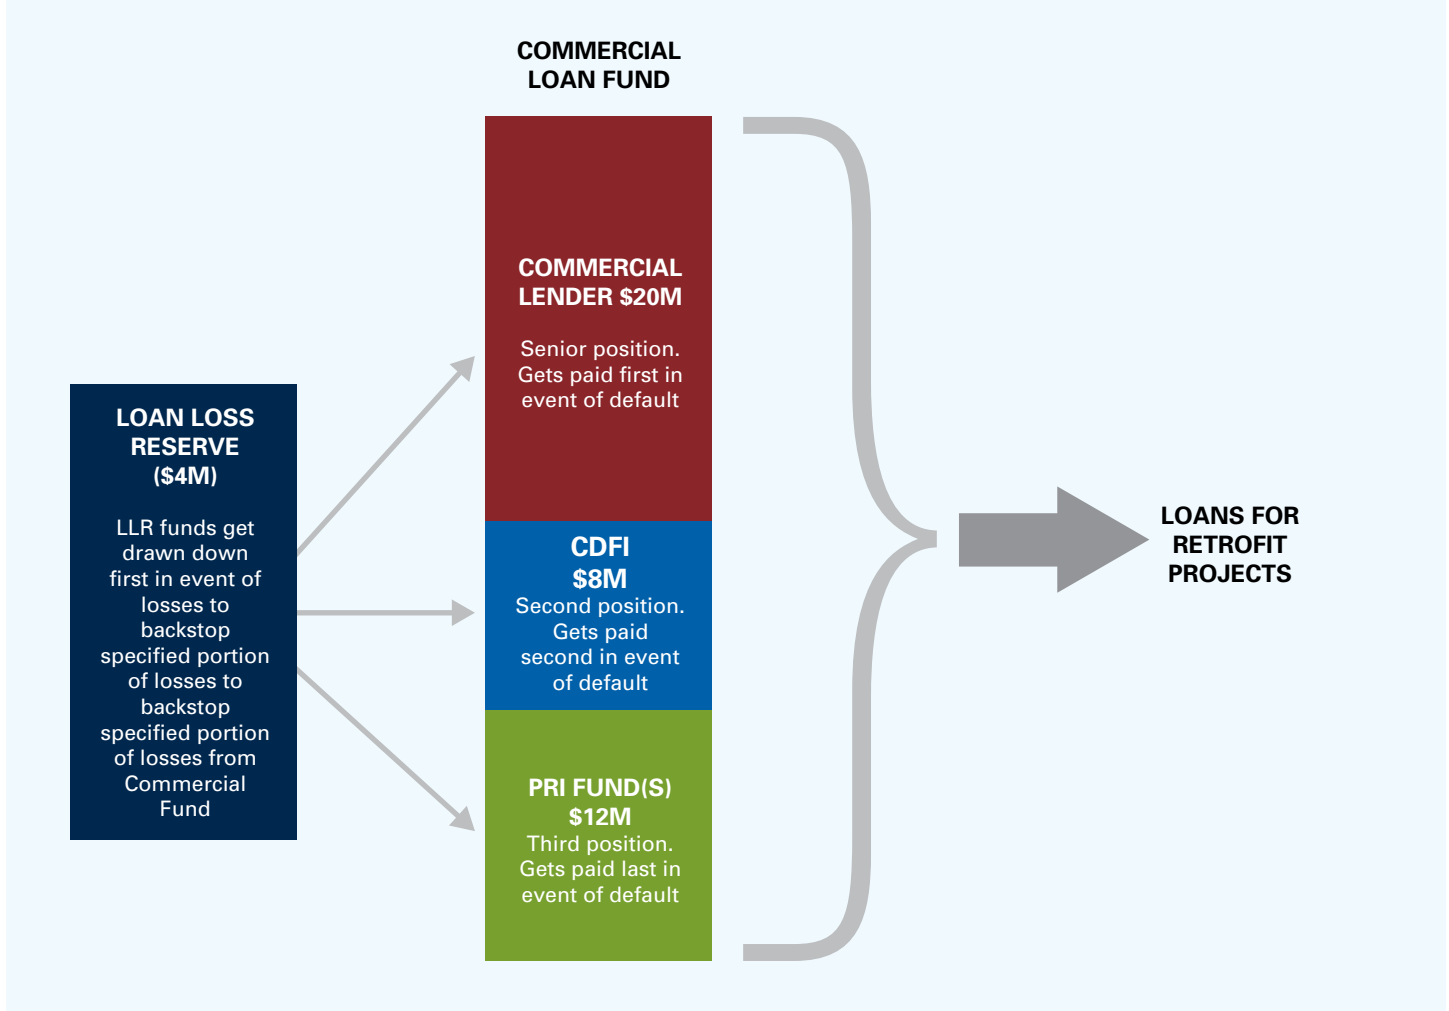 COMMERCIAL
LOAN FUND
COMMERCIAL
LENDER $20M
Senior position.
Gets paid first in
event of default
LOAN LOSS
RESERVE
($4M)
LLR funds get
drawn down
first in event of
losses to
backstop
specified portion
of losses to
backstop
specified portion
of losses from
Commercial
Fund
CDFI
$8M
Second position.
Gets paid
second in event
of default
PRI FUND(S)
$12M
Third position.
Gets paid last in
event of default
LOANS FOR
RETROFIT
PROJECTS